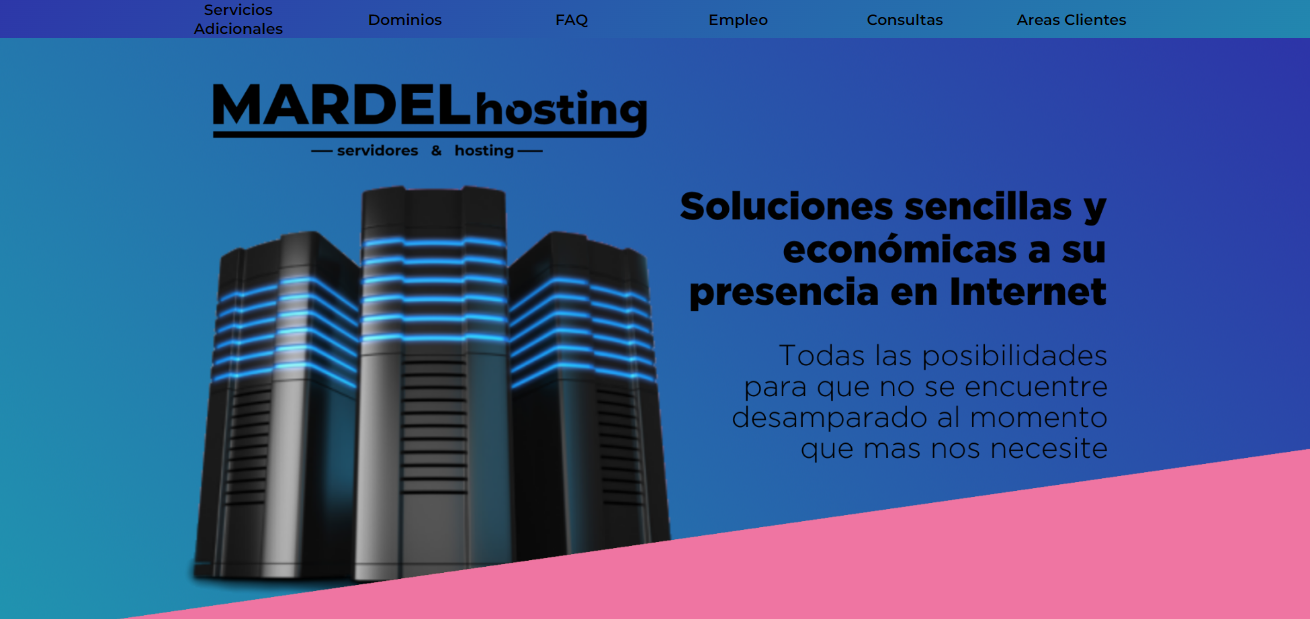 Servicios
Adicionales
Dominios
FAQ
Empleo
Consultas
Areas Clientes
MARDEL hosting
servidores & hosting
Soluciones sencillas y
económicas a su
presencia en Internet
Todas las posibilidades
para que no se encuentre
desamparado al momento
que mas nos necesite